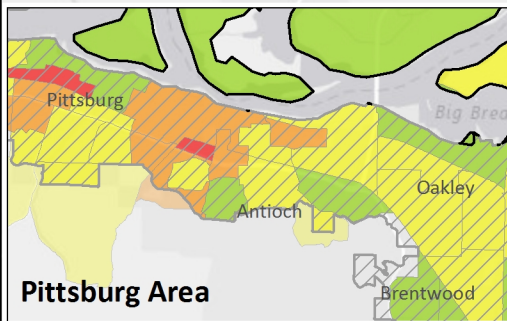 Big Brea
Pittsburg
Oakley
Antioch
Brentwood
Pittsburg Area